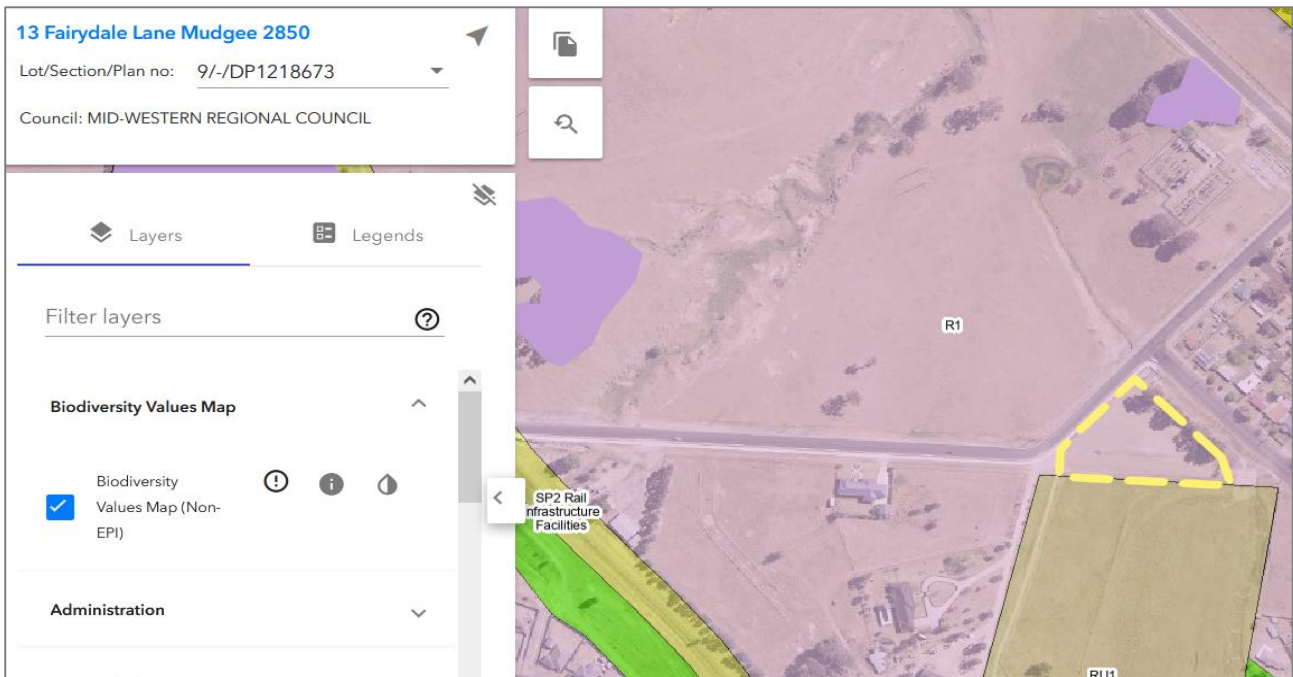 13 Fairydale Lane Mudgee 2850
Lot/Section/Plan no: 9/-/DP1218673
Council: MID-WESTERN REGIONAL COUNCIL
Layers Legends
Filter layers
Biodiversity Values Map
Biodiversity
Values Map (Non-
EPI)
Administration
R1
SP2 Rail
nfrastructure
Facilities
RU1